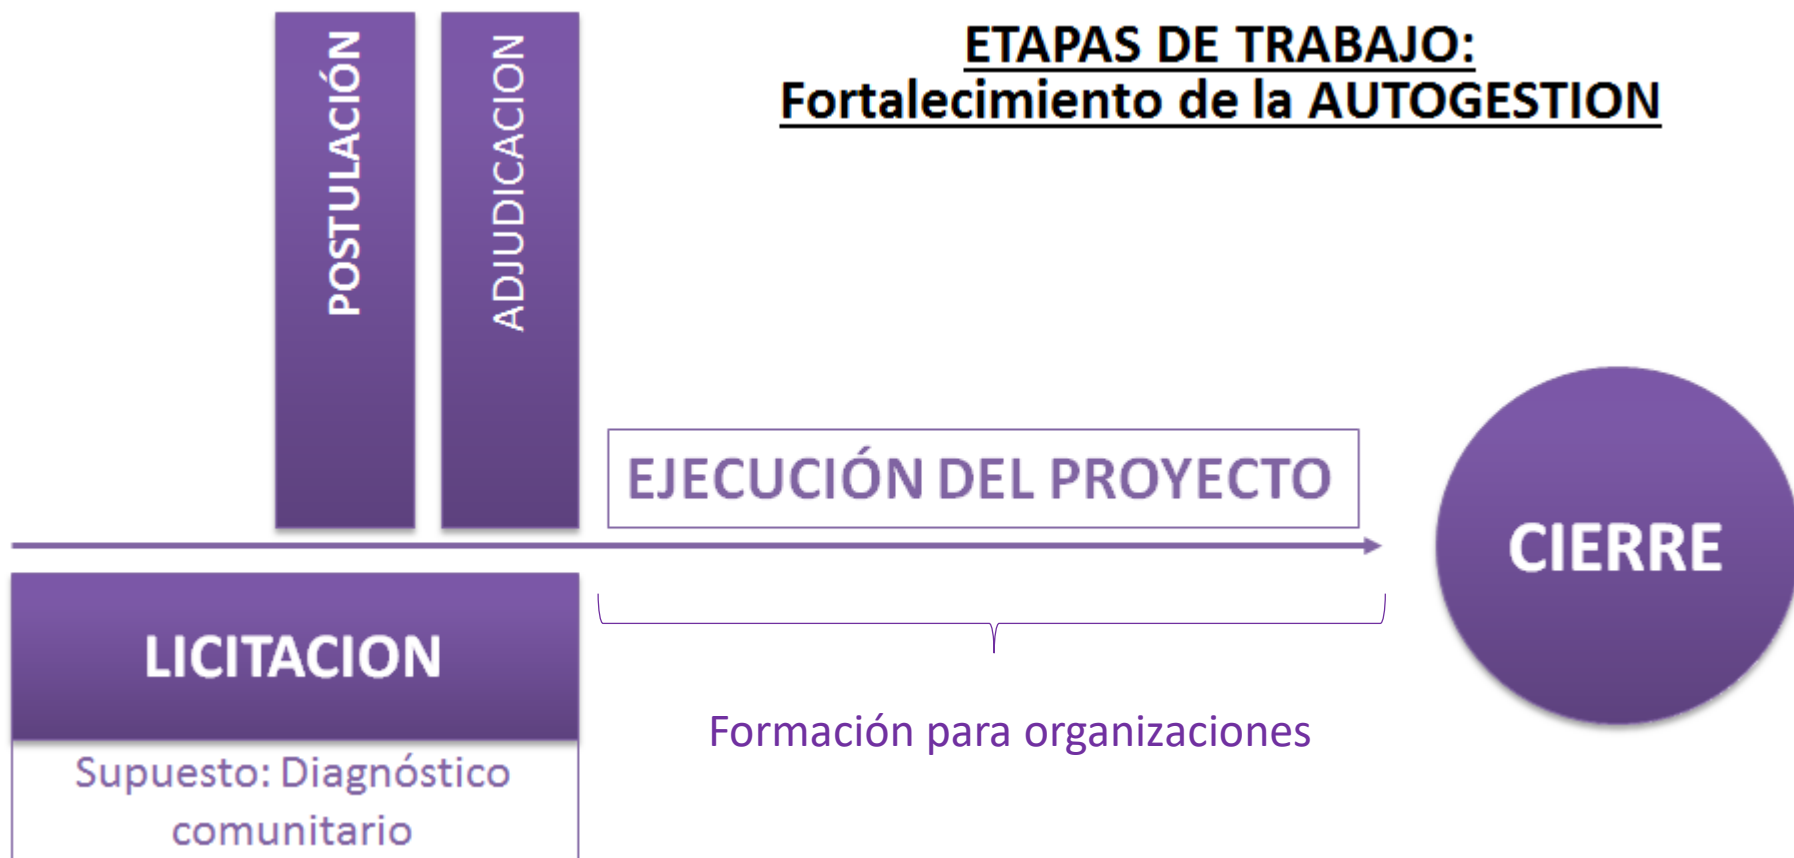 ETAPAS DE TRABAJO:
Fortalecimiento de la AUTOGESTION
POSTULACIÓN
ADJUDICACION
EJECUCIÓN DEL PROYECTO
CIERRE
LICITACION
Supuesto: Diagnóstico
comunitario
Formación para organizaciones